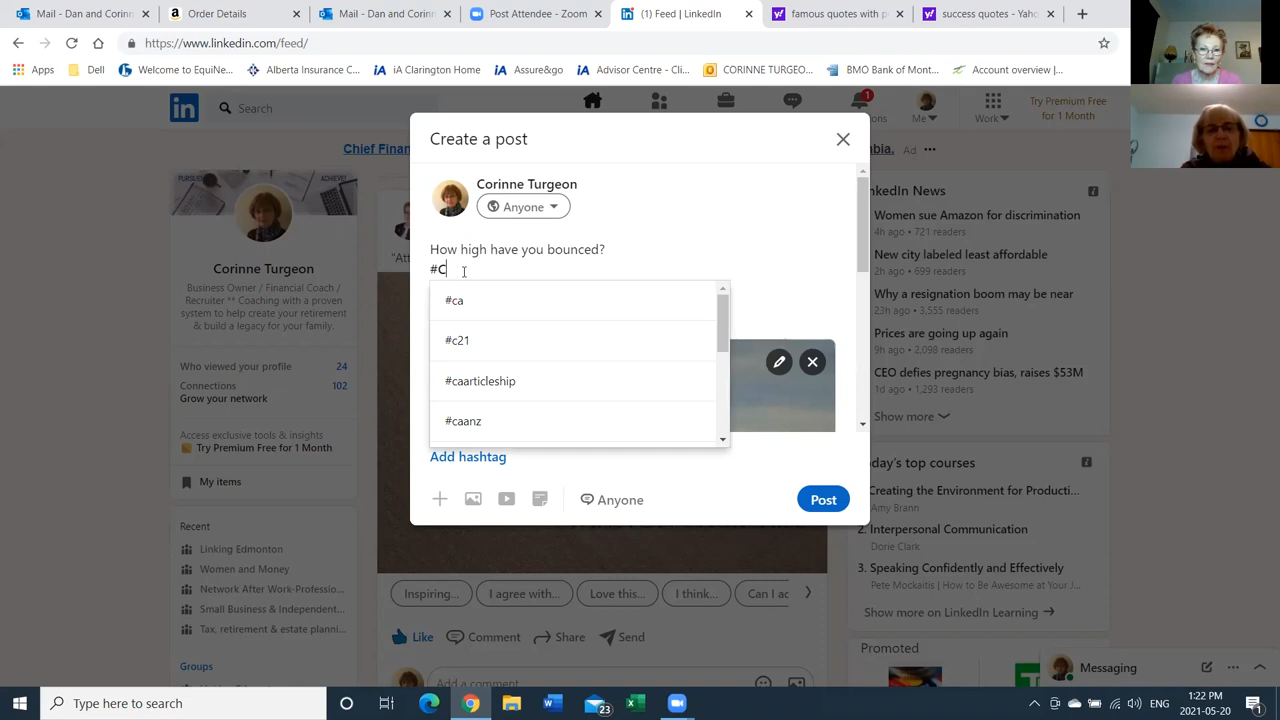 Mail - Dan and Corinn
Order Details
Mail - Dan and Corinn
Post Attendee - Zoom
(1) Feed | LinkedIn
famous quotes with p
success quotes - Yaho
https://www.linkedin.com/feed/
Apps
Dell
Welcome to EquiNe...
Alberta Insurance C...
iA Clarington Home
Assure&go
Advisor Centre - Cli...
CORINNE TURGEO...
BMO Bank of Mont...
Account overview |...
in
Search
1
Me
Work
Try Premium Free
for 1 Month
Ad
PURSUE
ACHIEVE!
Corinne Turgeon
Business Owner / Financial Coach /
Recruiter ** Coaching with a proven
system to help create your retirement
& build a legacy for your family.
Who viewed your profile 24
Connections 102
Grow your network
Access exclusive tools & insights
Try Premium Free for 1 Month
My items
Recent
Linking Edmonton
Women and Money
Network After Work-Professio...
Small Business & Independent...
Tax, retirement & estate planni...
Groups
Create a post
Corinne Turgeon
Anyone
How high have you bounced?
#C
#ca
#c21
#caarticleship
#caanz
Add hashtag
Anyone
Post
Inspiring...
I agree with...
Love this...
I think...
Can I ac
Like
Comment
Share
Send
Add a comment
LinkedIn News
Women sue Amazon for discrimination
4h ago • 721 readers
New city labeled least affordable
2h ago • 699 readers
Why a resignation boom may be near
23h ago • 3,555 readers
Prices are going up again
9h ago • 2,098 readers
CEO defies pregnancy bias, raises $53M
1d ago • 1,293 readers
Show more
oday's top courses
Creating the Environment for Producti...
Amy Brann
2. Interpersonal Communication
Dorie Clark
3. Speaking Confidently and Effectively
Pete Mockaitis | How to Be Awesome at Your J...
Show more on LinkedIn Learning
Promoted
Messaging
Type here to search
23
ENG
1:22 PM
2021-05-20
1